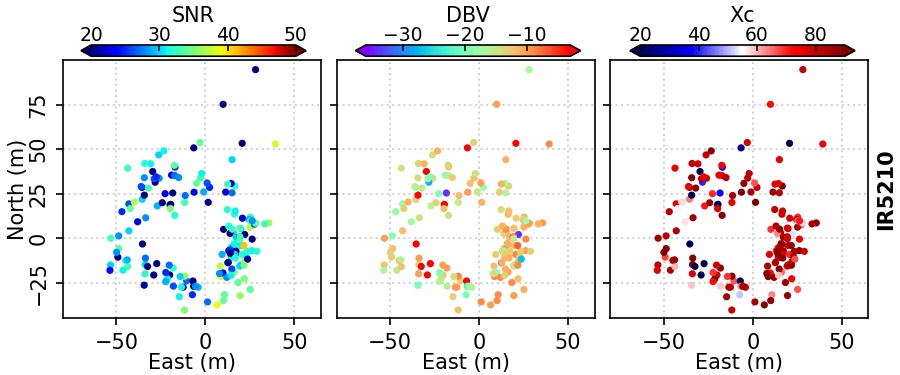 SNR DBV Xc
20 30 40 50 −30 −20 −10 20 40 60 80
75
50
25
0
−25
North (m)
IR5210
−50 0 50 −50 0 50 −50 0 50
East (m) East (m) East (m)